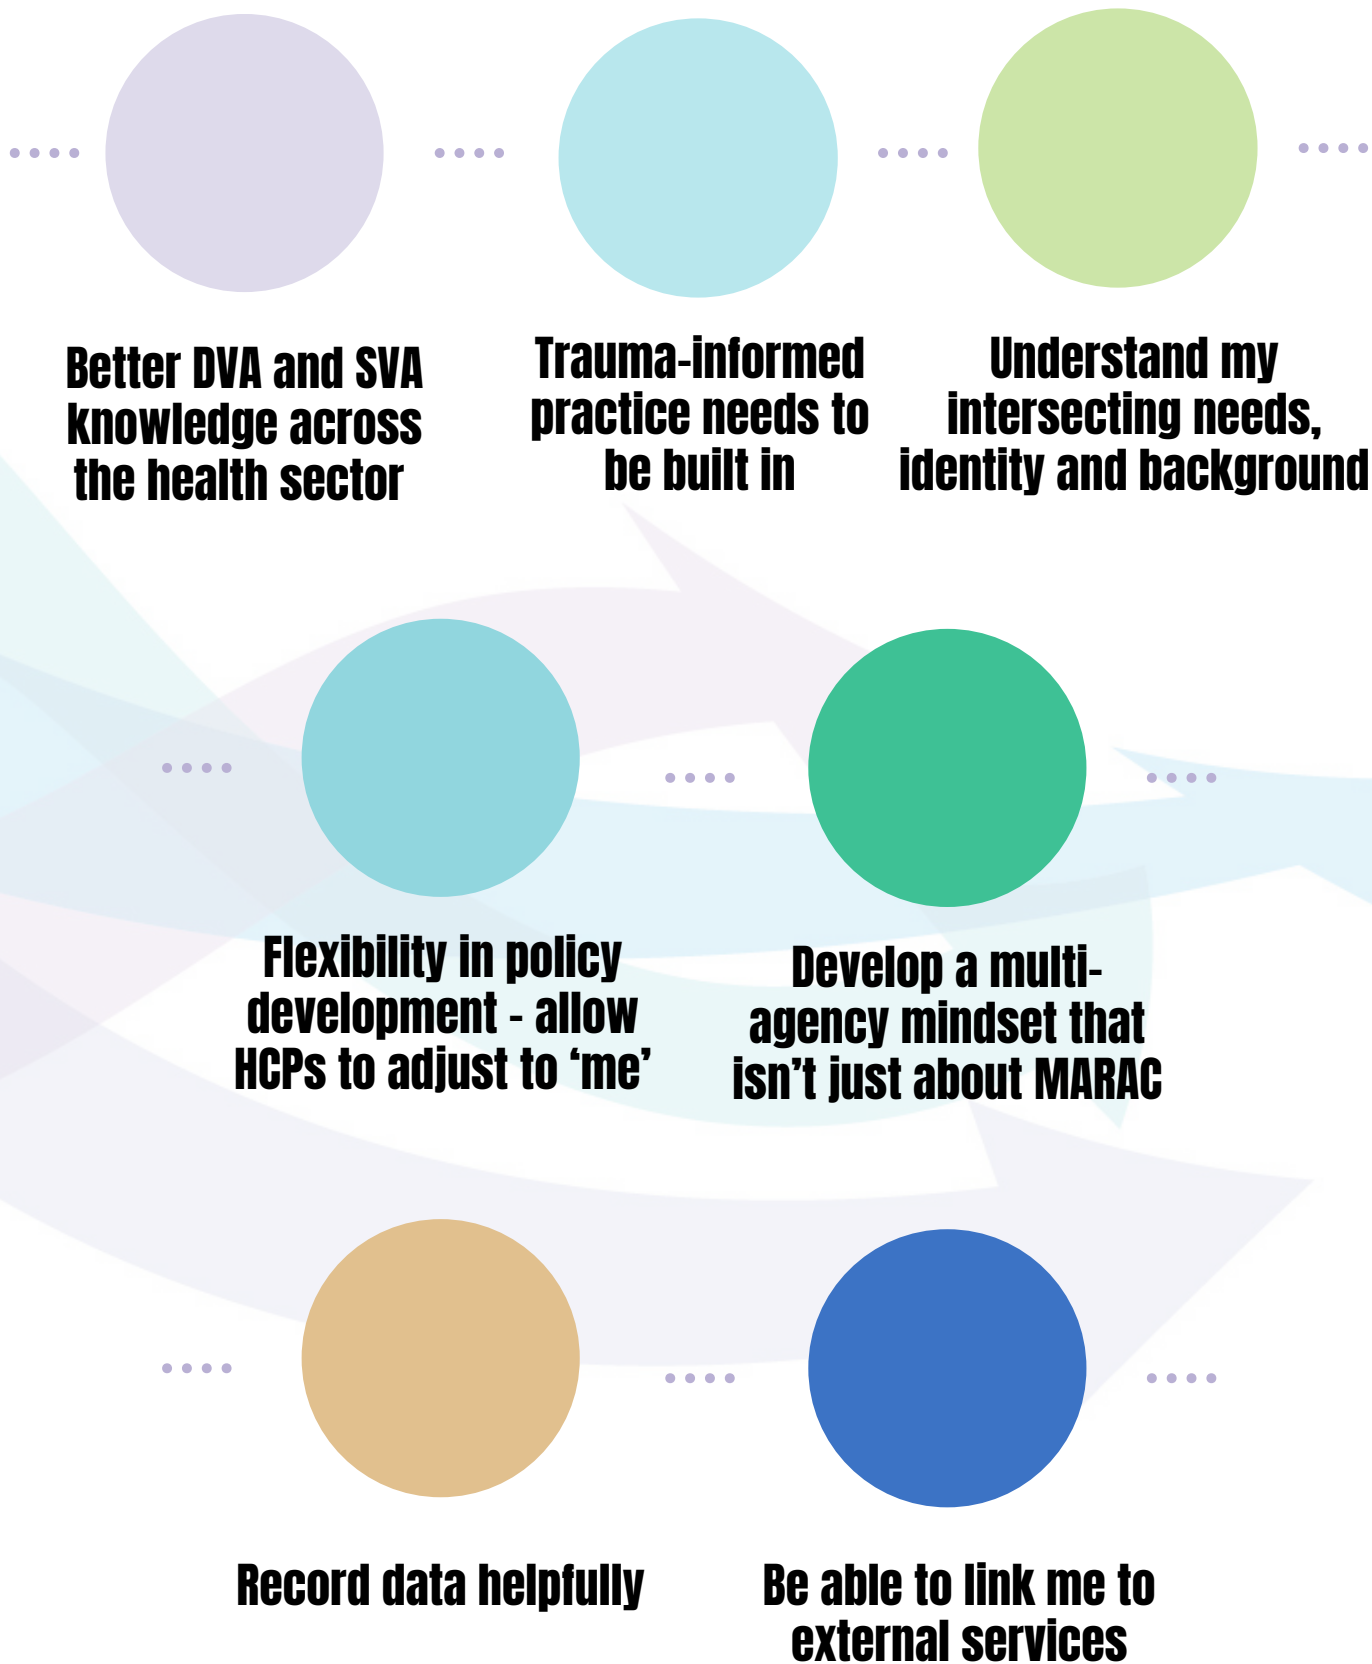 Better DVA and SVA
knowledge across
the health sector
Trauma-informed
practice needs to
be built in
Understand my
intersecting needs,
identity and background
Flexibility in policy
development - allow
HCPs to adjust to ‘me’
Develop a multi-
agency mindset that
isn’t just about MARAC
Record data helpfully
Be able to link me to
external services